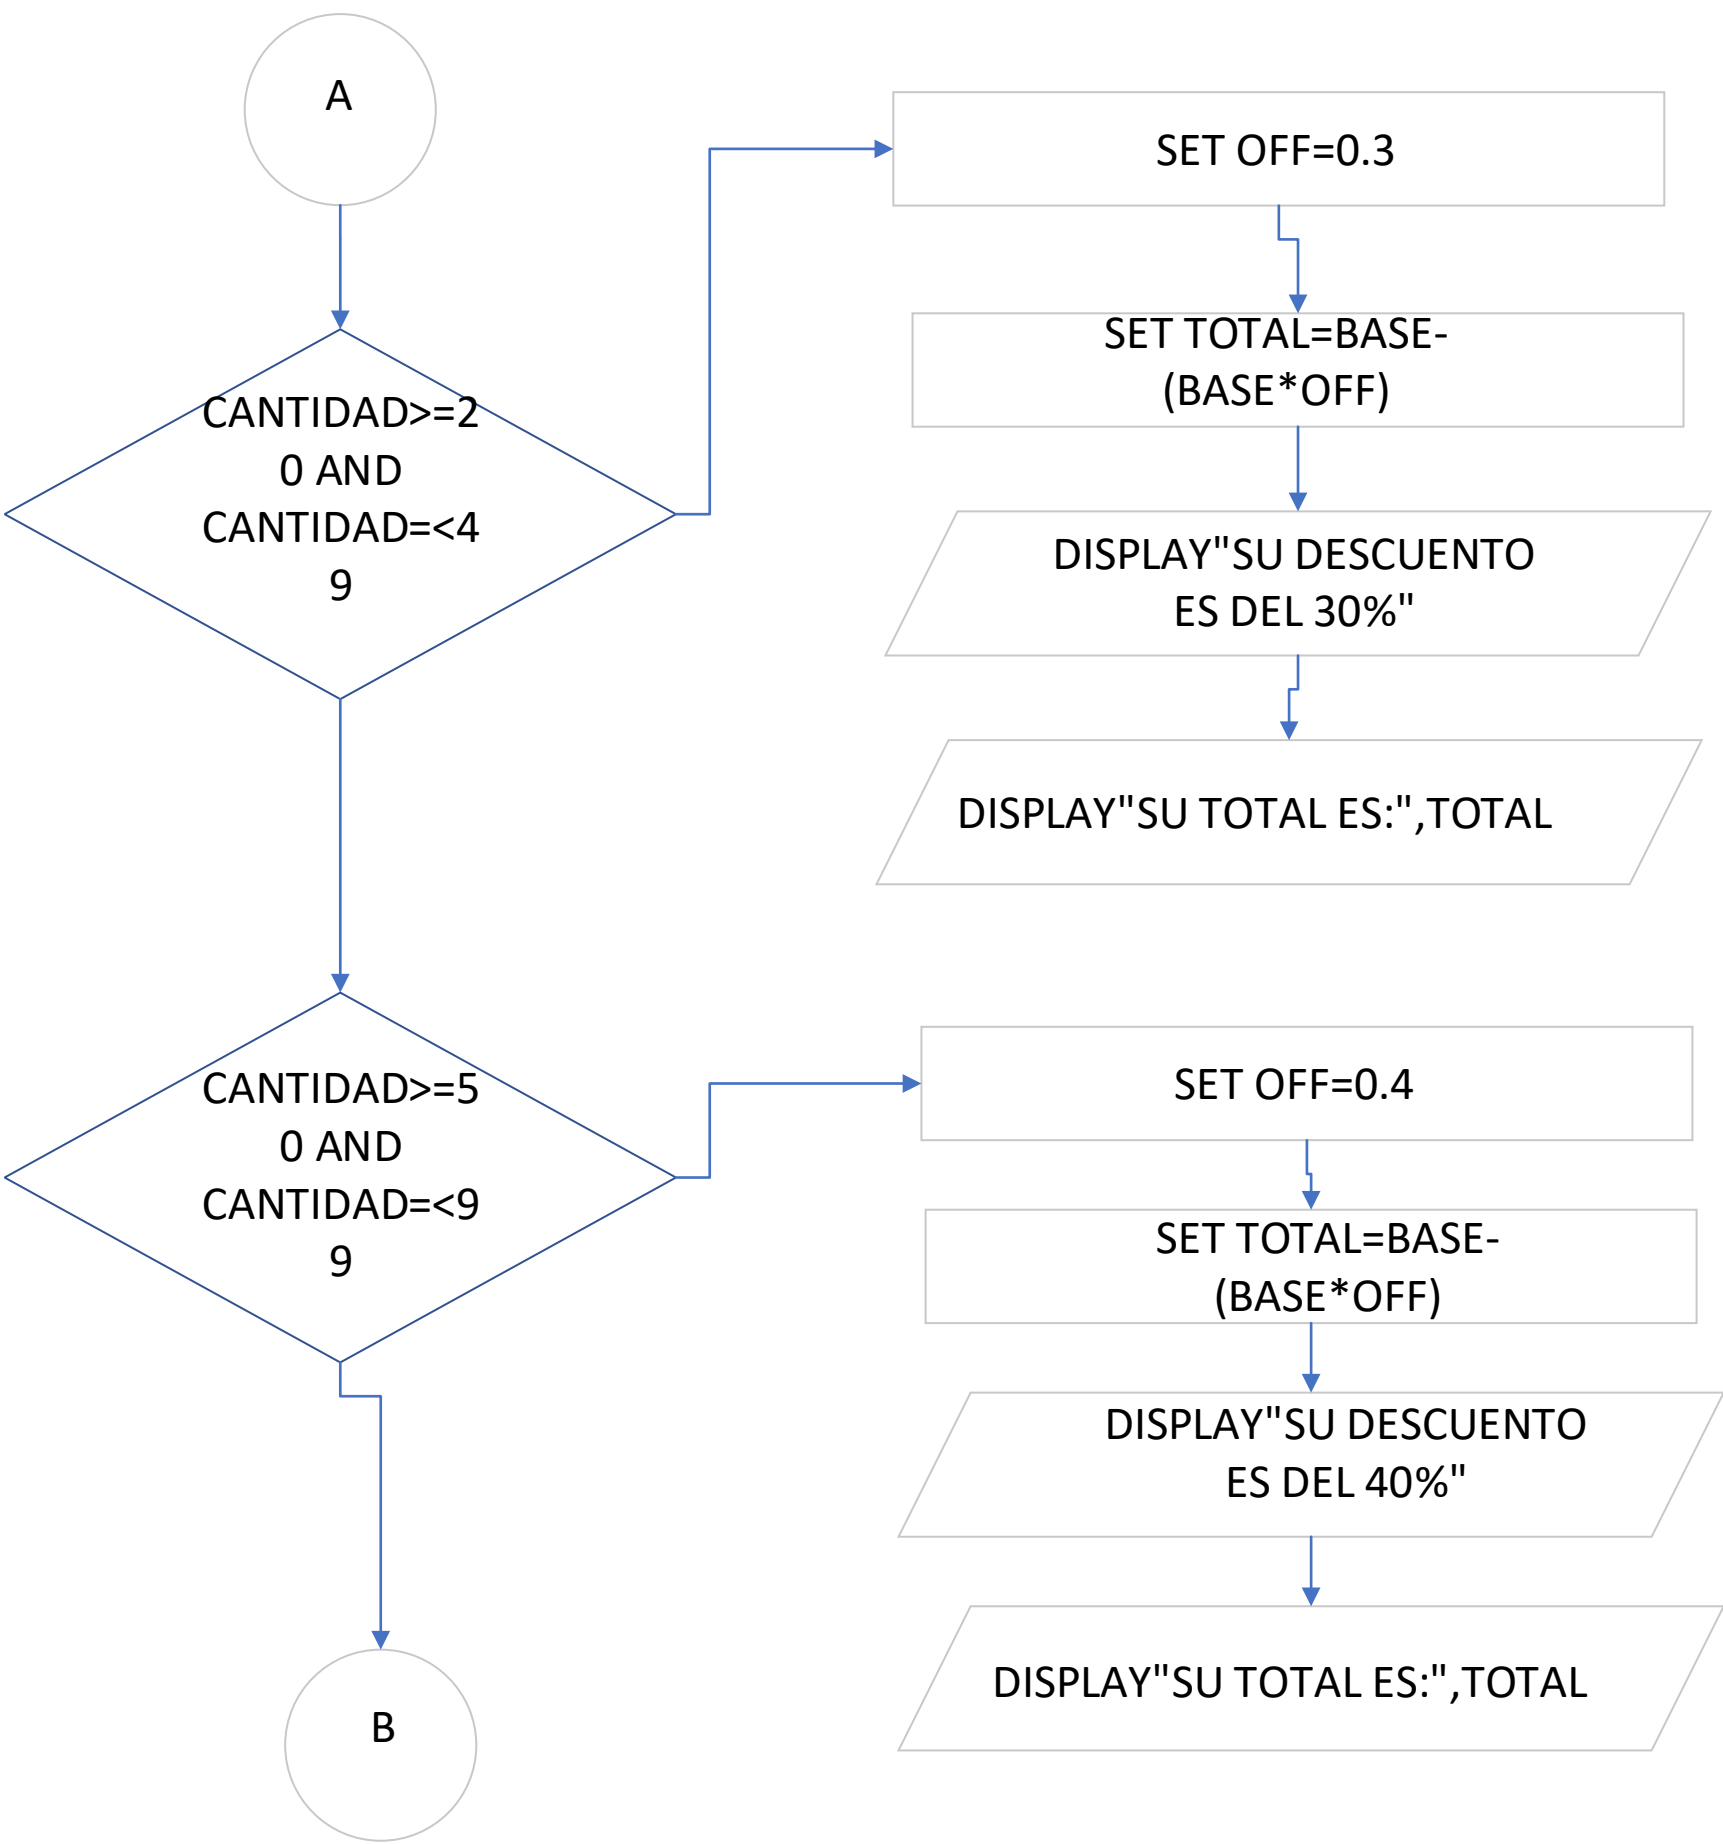 A
CANTIDAD>=2
0 AND
CANTIDAD=<4
9
SET OFF=0.3
SET TOTAL=BASE-
(BASE*OFF)
DISPLAY"SU DESCUENTO
ES DEL 30%"
DISPLAY"SU TOTAL ES:",TOTAL
CANTIDAD>=5
0 AND
CANTIDAD=<9
9
SET OFF=0.4
SET TOTAL=BASE-
(BASE*OFF)
DISPLAY"SU DESCUENTO
ES DEL 40%"
DISPLAY"SU TOTAL ES:",TOTAL
B